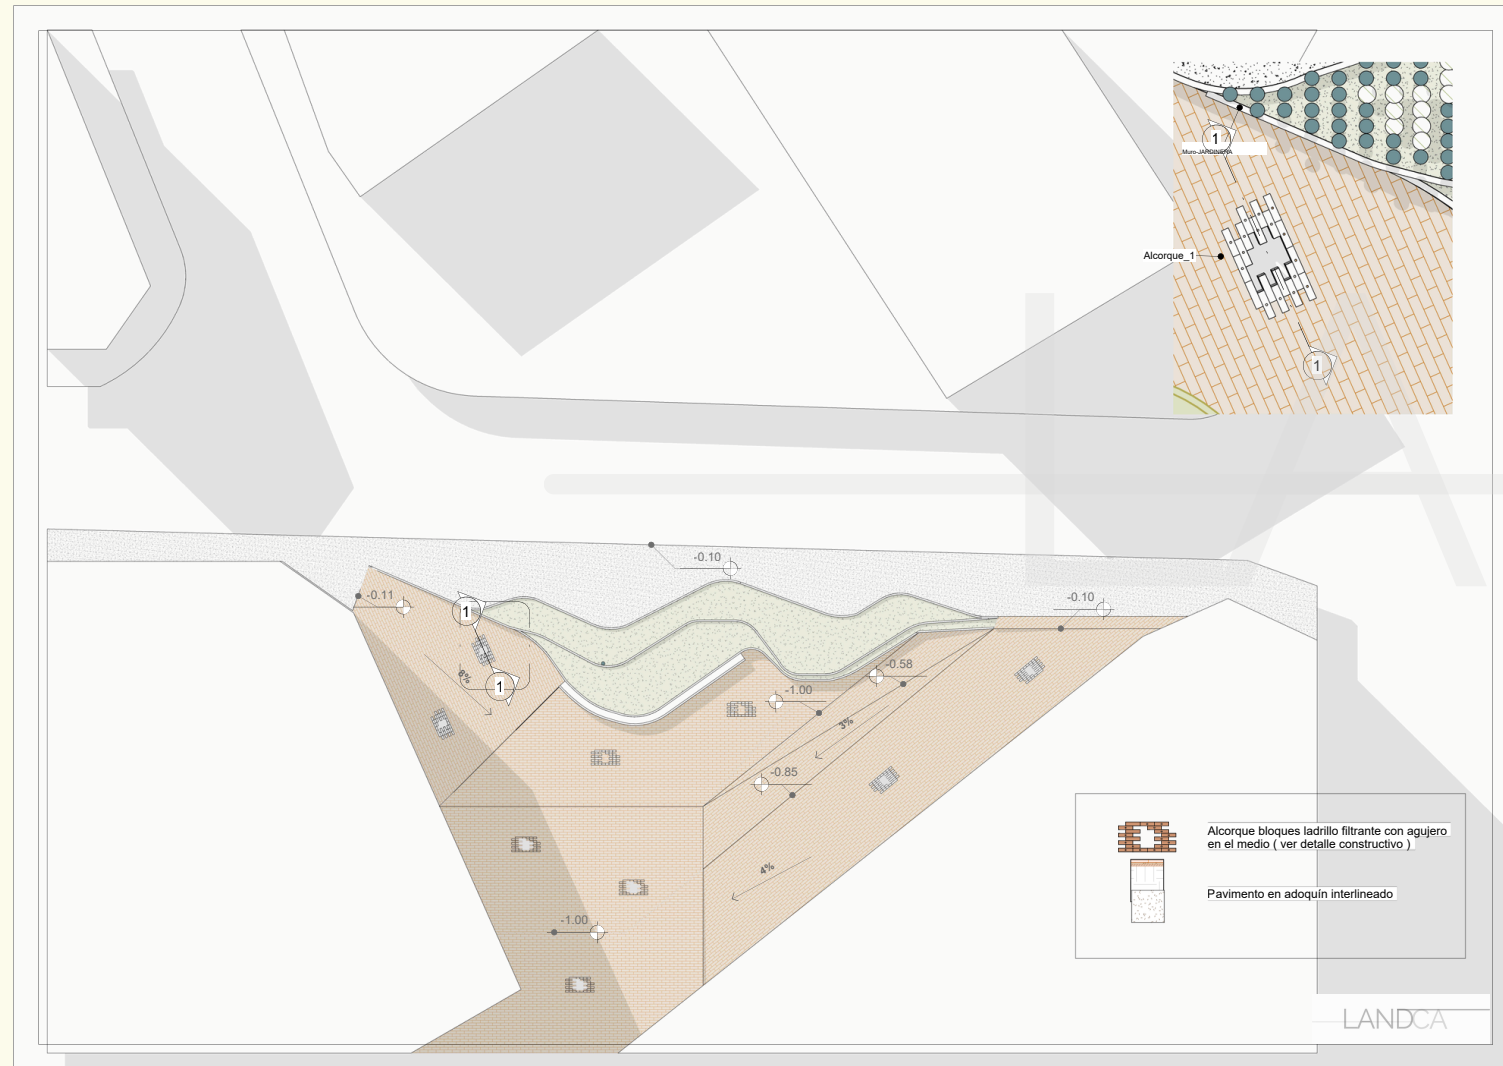 1
Muro-JARDINERA
Alcorque_1
1
-0.10
-0.11
-0.10
1
8%
1
-0.58
-1.00
3%
-0.85
4%
-1.00
Alcorque bloques ladrillo filtrante con agujero
en el medio ( ver detalle constructivo )
Pavimento en adoquín interlineado
LANDCA